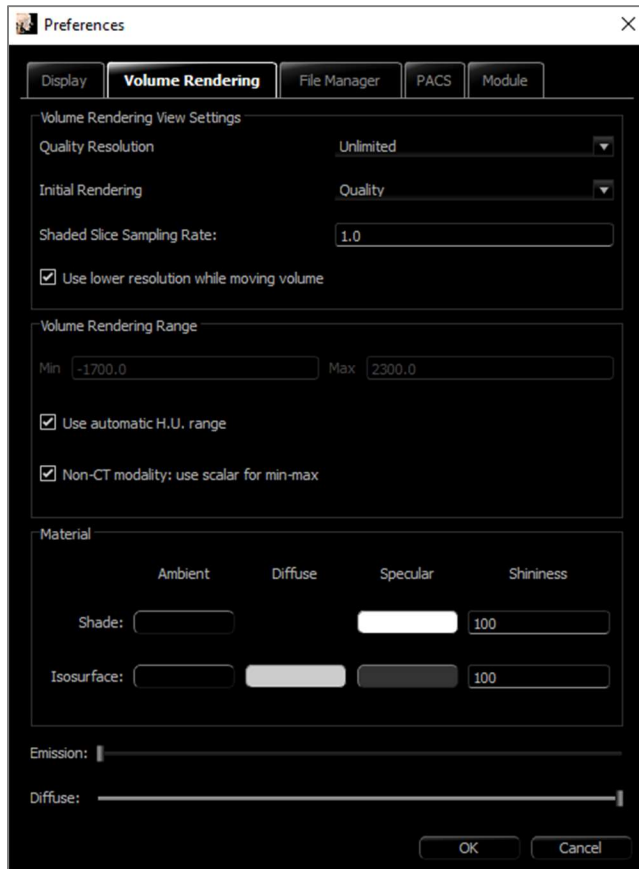 Preferences
Display Volume Rendering File Manager PACS Module
Volume Rendering View Settings
Quality Resolution Unlimited
Initial Rendering Quality
Shaded Slice Sampling Rate: 1.0
Use lower resolution while moving volume
Volume Rendering Range
Min -1700.0 Max 2300.0
Use automatic H.U. range
Non-CT modality: use scalar for min-max
Material
Ambient Diffuse Specular Shininess
Shade: 100
Isosurface: 100
Emission:
Diffuse:
OK Cancel